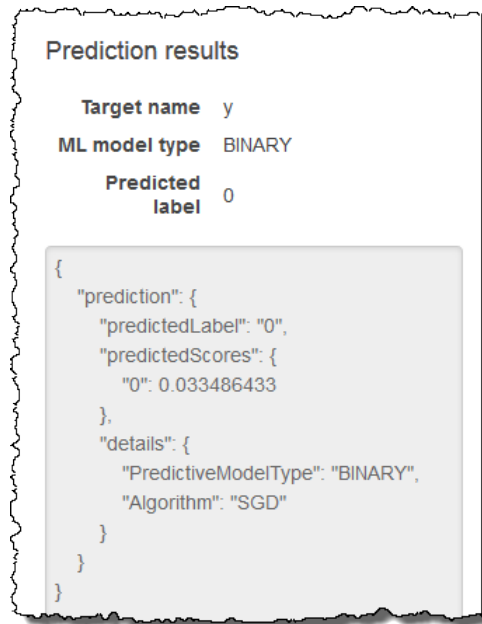 Prediction results
Target name y
ML model type BINARY
Predicted
label 0
{
"prediction": {
"predictedLabel": "0",
"predictedScores": {
"0": 0.033486433
},
"details": {
"PredictiveModelType": "BINARY",
"Algorithm": "SGD"
}
}
}